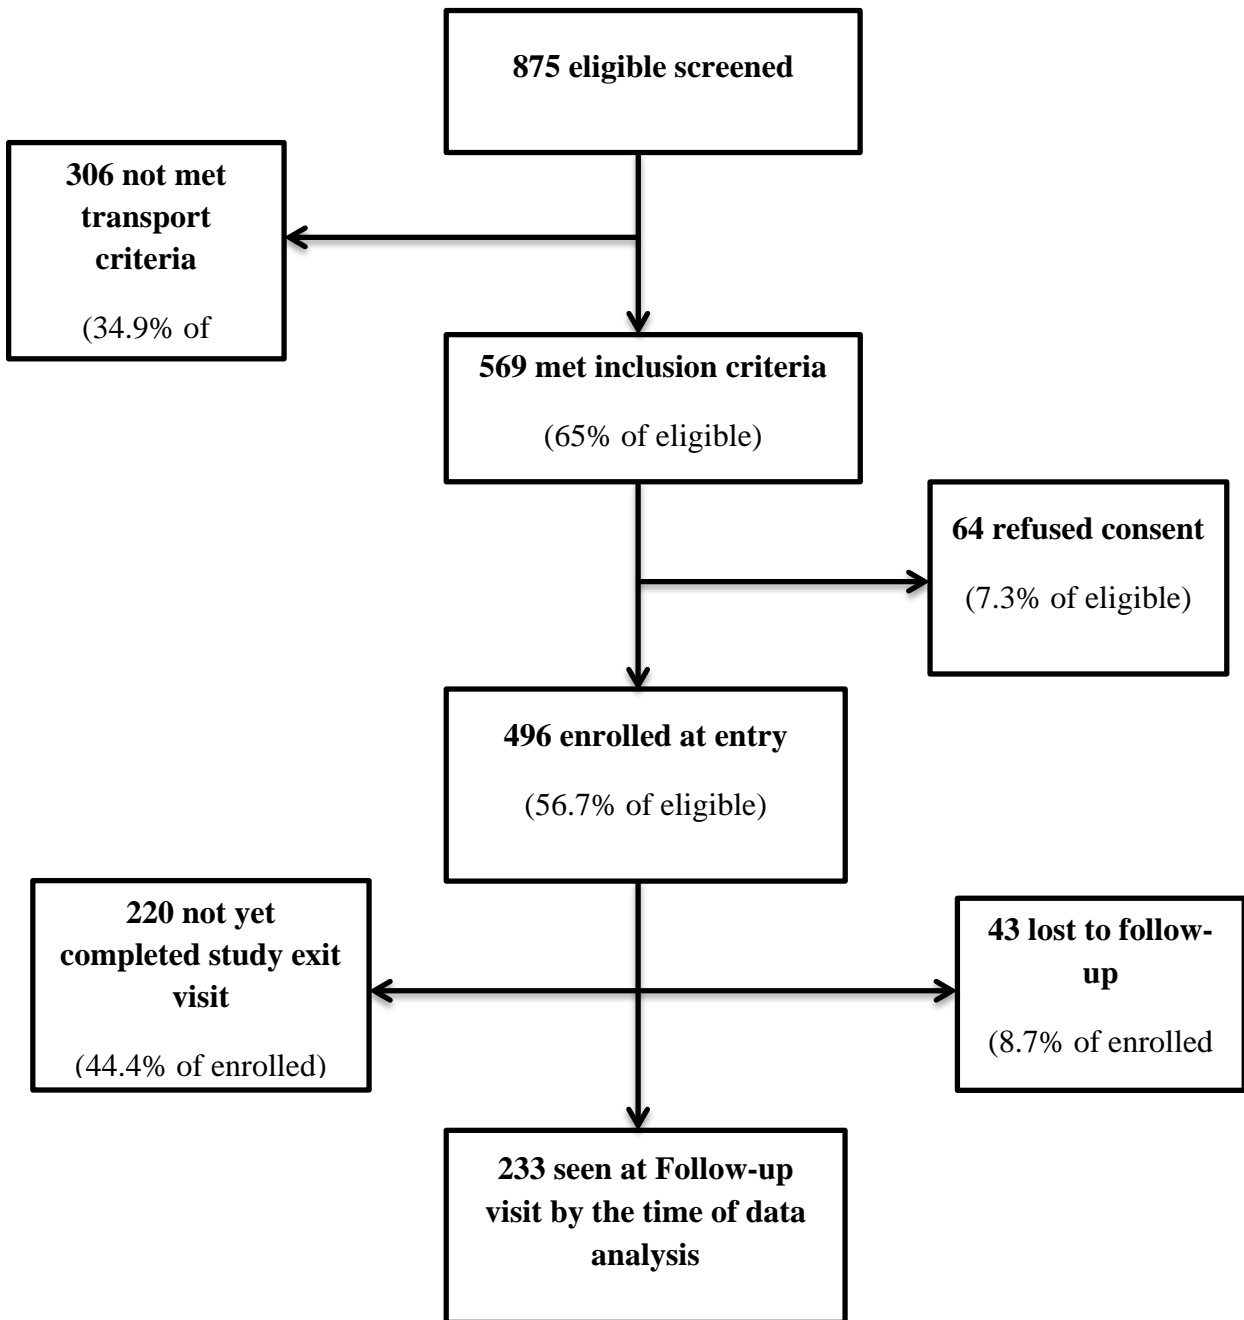 875 eligible screened
306 not met
transport
criteria
(34.9% of
569 met inclusion criteria
(65% of eligible)
64 refused consent
(7.3% of eligible)
496 enrolled at entry
(56.7% of eligible)
220 not yet
completed study exit
visit
(44.4% of enrolled)
43 lost to follow-
up
(8.7% of enrolled
233 seen at Follow-up
visit by the time of data
analysis